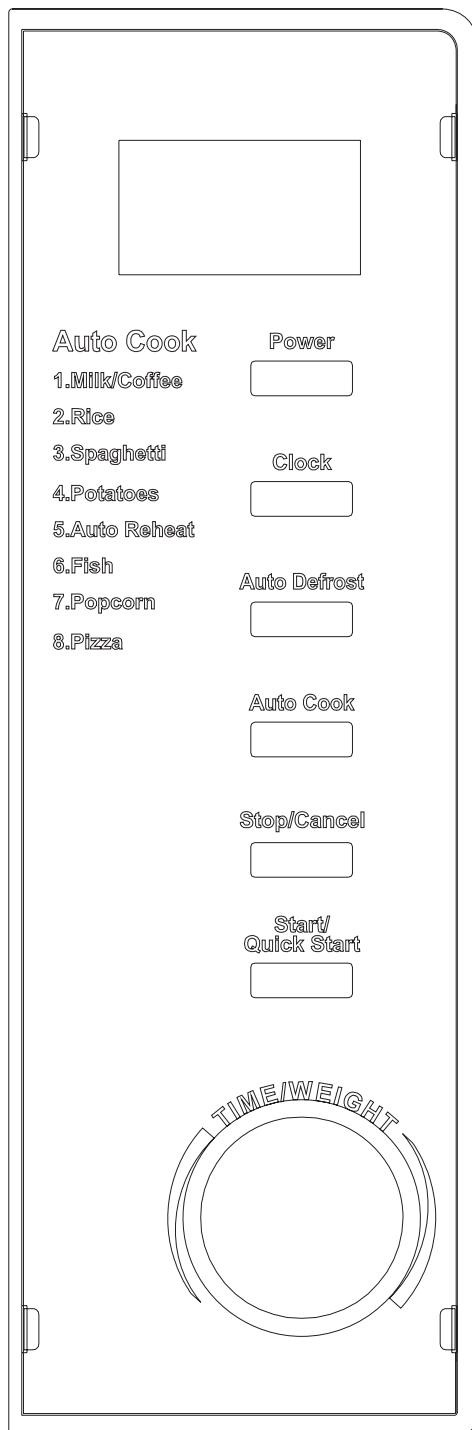 Auto Cook
1.Milk/Coffee
2.Rice
3.Spaghetti
4.Potatoes
5.Auto Reheat
6.Fish
7.Popcorn
8.Pizza
Power
Clock
Auto Defrost
Auto Cook
Stop/Cancel
Start/
Quick Start
TIME/WEIGHT